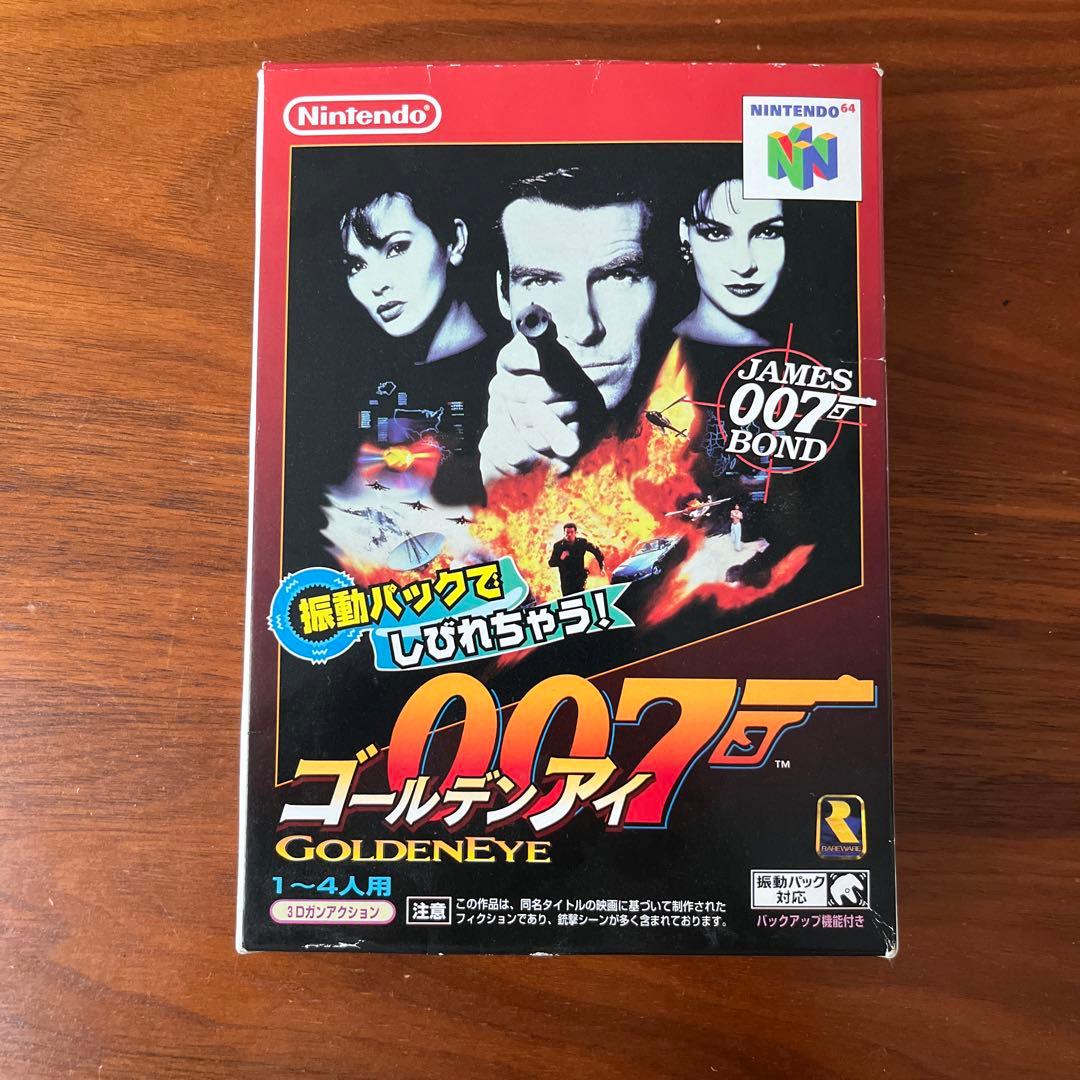 Nintendo®
NINTENDO 64
JAMES
007
BOND
振動パックで
しびれちゃう!
007
ゴールデンアイ
TM
GOLDENEYE
R
RAREWARE
1〜4人用
3Dガンアクション
注意
この作品は、同名タイトルの映画に基づいて制作された
フィクションであり、銃撃シーンが多く含まれております。
振動パック
対応
バックアップ機能付き